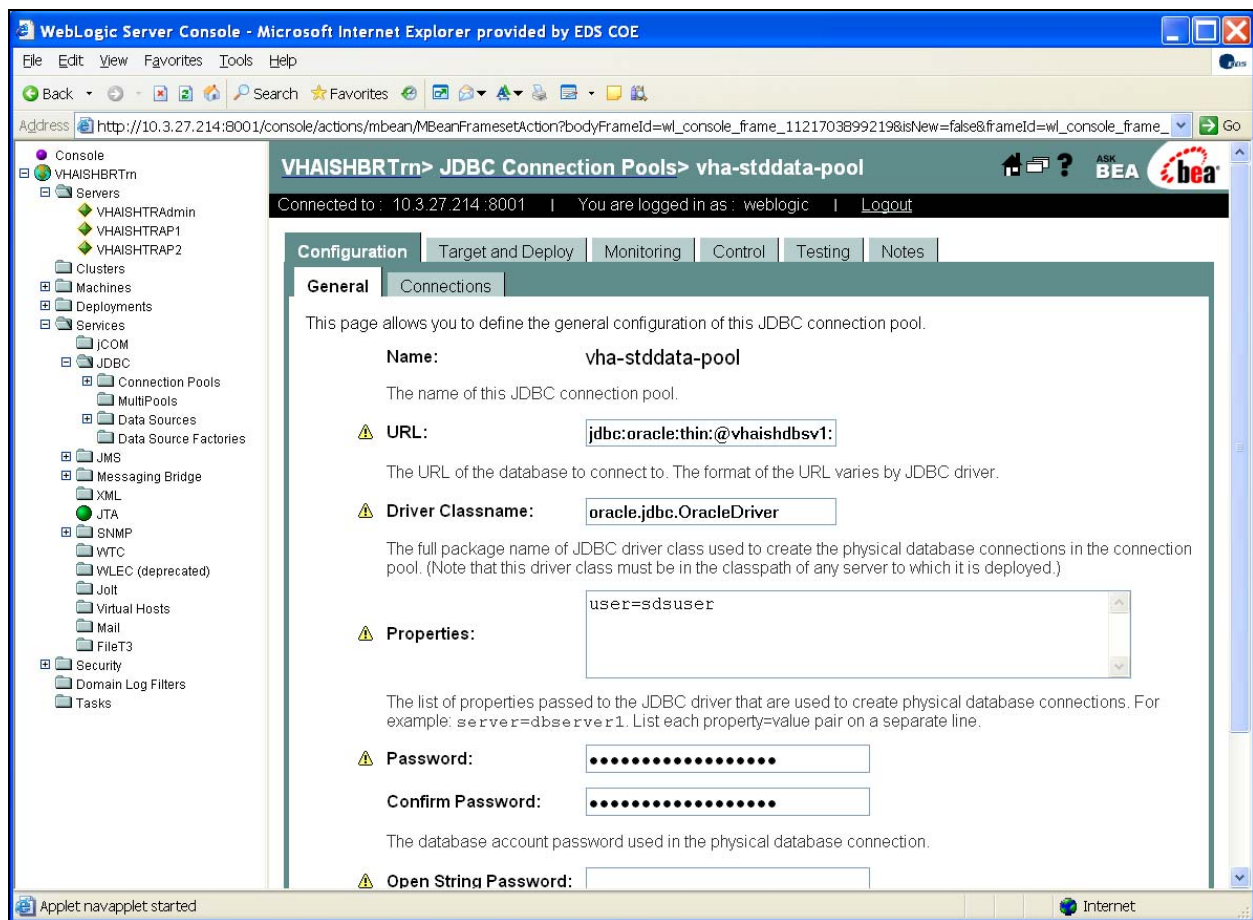 WebLogic Server Console - Microsoft Internet Explorer provided by EDS COE
File Edit View Favorites Tools Help
EDS
Back Search Favorites
Address http://10.3.27.214:8001/console/actions/mbean/MBeanFramesetAction?bodyFrameId=wl_console_frame_1121703899219&isNew=false&frameId=wl_console_frame_ Go
Console
VHAISHBRTrn
Servers
VHAISHTRAdmin
VHAISHTRAP1
VHAISHTRAP2
Clusters
Machines
Deployments
Services
jCOM
JDBC
Connection Pools
MultiPools
Data Sources
Data Source Factories
JMS
Messaging Bridge
XML
JTA
SNMP
WTC
WLEC (deprecated)
Jolt
Virtual Hosts
Mail
FileT3
Security
Domain Log Filters
Tasks
VHAISHBRTrn> JDBC Connection Pools> vha-stddata-pool
? ASK BEA bea
Connected to : 10.3.27.214 :8001 | You are logged in as : weblogic | Logout
Configuration Target and Deploy Monitoring Control Testing Notes
General Connections
This page allows you to define the general configuration of this JDBC connection pool.
Name: vha-stddata-pool
The name of this JDBC connection pool.
URL: jdbc:oracle:thin:@vhaishdbsv1:
The URL of the database to connect to. The format of the URL varies by JDBC driver.
Driver Classname: oracle.jdbc.OracleDriver
The full package name of JDBC driver class used to create the physical database connections in the connection
pool. (Note that this driver class must be in the classpath of any server to which it is deployed.)
user=sdsuser
Properties:
The list of properties passed to the JDBC driver that are used to create physical database connections. For
example: server=dbserver1. List each property=value pair on a separate line.
Password: ••••••••••••••••••
Confirm Password: ••••••••••••••••••
The database account password used in the physical database connection.
Open String Password:
Applet navapplet started
Internet